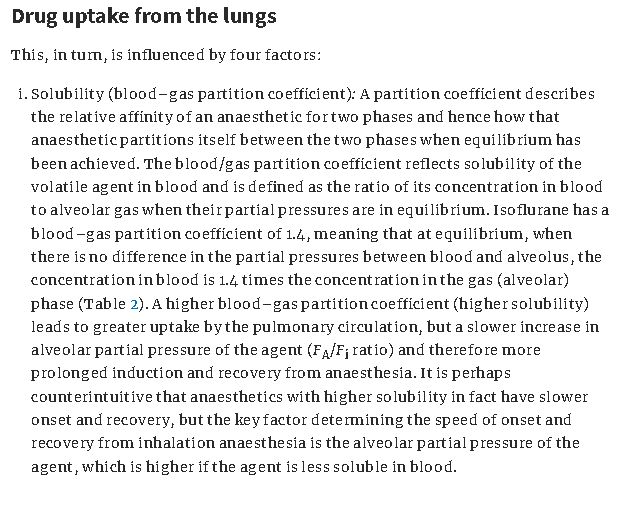 Drug uptake from the lungs
This, in turn, is influenced by four factors:
i. Solubility (blood–gas partition coefficient): A partition coefficient describes
the relative affinity of an anaesthetic for two phases and hence how that
anaesthetic partitions itself between the two phases when equilibrium has
been achieved. The blood/gas partition coefficient reflects solubility of the
volatile agent in blood and is defined as the ratio of its concentration in blood
to alveolar gas when their partial pressures are in equilibrium. Isoflurane has a
blood–gas partition coefficient of 1.4, meaning that at equilibrium, when
there is no difference in the partial pressures between blood and alveolus, the
concentration in blood is 1.4 times the concentration in the gas (alveolar)
phase (Table 2). A higher blood–gas partition coefficient (higher solubility)
leads to greater uptake by the pulmonary circulation, but a slower increase in
alveolar partial pressure of the agent (FA/Fi ratio) and therefore more
prolonged induction and recovery from anaesthesia. It is perhaps
counterintuitive that anaesthetics with higher solubility in fact have slower
onset and recovery, but the key factor determining the speed of onset and
recovery from inhalation anaesthesia is the alveolar partial pressure of the
agent, which is higher if the agent is less soluble in blood.